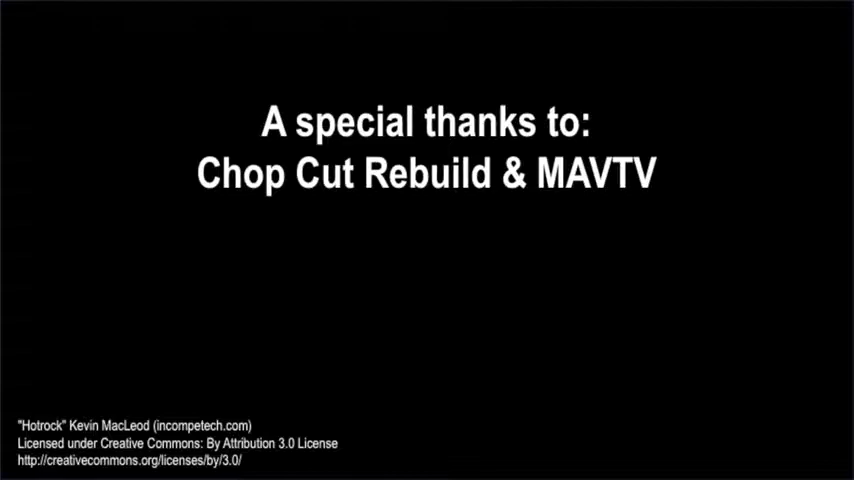 A special thanks to:
Chop Cut Rebuild & MAVTV
"Hotrock" Kevin MacLeod (incompetech.com)
Licensed under Creative Commons: By Attribution 3.0 License
http://creativecommons.org/licenses/by/3.0/